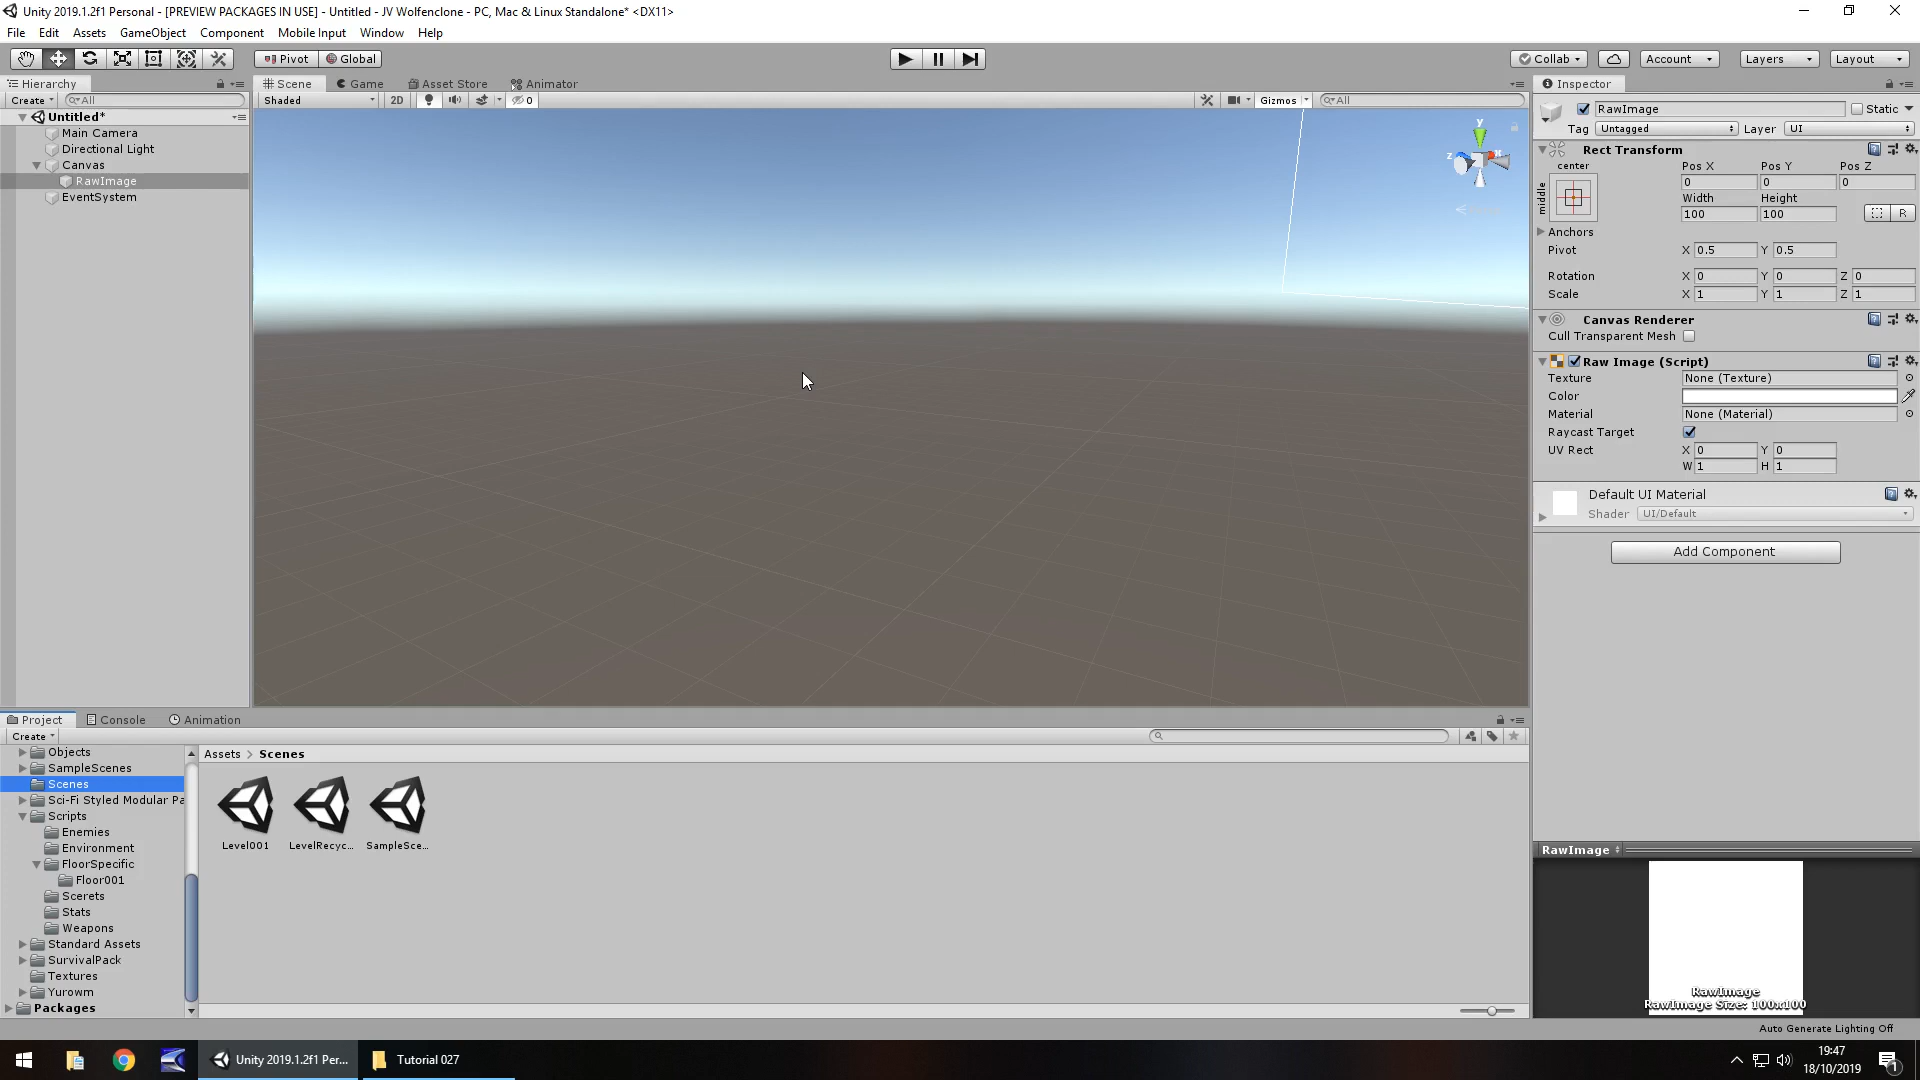 Unity 2019.1.2f1 Personal - [PREVIEW PACKAGES IN USE] - Untitled - JV Wolfenclone - PC, Mac & Linux Standalone* <DX11>
File Edit Assets GameObject Component Mobile Input Window Help
Pivot Global Collab Account Layers Layout
Hierarchy Scene Game Asset Store Animator Inspector
Create All Shaded 2D 0 Gizmos All
RawImage Static
Untitled*
Tag Untagged Layer UI
Main Camera
Directional Light
Canvas
RawImage
EventSystem
y
z
Rect Transform
center Pos X Pos Y Pos Z
middle
0 0 0
Width Height
100 100 R
Anchors
Pivot X 0.5 Y 0.5
Rotation X 0 Y 0 Z 0
Scale X 1 Y 1 Z 1
Canvas Renderer
Cull Transparent Mesh
Raw Image (Script)
Texture None (Texture)
Color
Material None (Material)
Raycast Target
UV Rect X 0 Y 0
W 1 H 1
Default UI Material
Shader UI/Default
Add Component
Project Console Animation
Create
Objects
SampleScenes
Scenes
Sci-Fi Styled Modular Pa
Scripts
Enemies
Environment
FloorSpecific
Floor001
Scerets
Stats
Weapons
Standard Assets
SurvivalPack
Textures
Yurowm
Packages
Assets > Scenes
Level001 LevelRecyc... SampleSce...
RawImage
RawImage
RawImage Size: 100x100
Auto Generate Lighting Off
Unity 2019.1.2f1 Per... Tutorial 027
19:47
18/10/2019
1